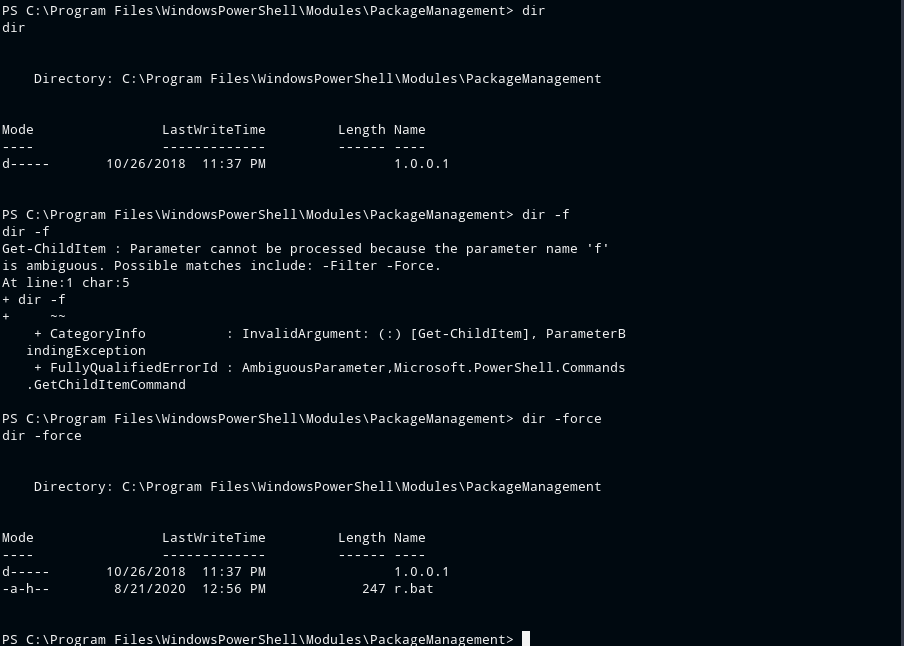 PS C:\Program Files\WindowsPowerShell\Modules\PackageManagement> dir
dir
Directory: C:\Program Files\WindowsPowerShell\Modules\PackageManagement
Mode                LastWriteTime         Length Name
----                -------------         ------ ----
d-----       10/26/2018  11:37 PM                1.0.0.1
PS C:\Program Files\WindowsPowerShell\Modules\PackageManagement> dir -f
dir -f
Get-ChildItem : Parameter cannot be processed because the parameter name 'f'
is ambiguous. Possible matches include: -Filter -Force.
At line:1 char:5
+ dir -f
+     ~~
    + CategoryInfo          : InvalidArgument: (:) [Get-ChildItem], ParameterB
   indingException
    + FullyQualifiedErrorId : AmbiguousParameter,Microsoft.PowerShell.Commands
   .GetChildItemCommand
PS C:\Program Files\WindowsPowerShell\Modules\PackageManagement> dir -force
dir -force
    Directory: C:\Program Files\WindowsPowerShell\Modules\PackageManagement
Mode                LastWriteTime         Length Name
----                -------------         ------ ----
d-----       10/26/2018  11:37 PM                1.0.0.1
-a-h--        8/21/2020  12:56 PM            247 r.bat
PS C:\Program Files\WindowsPowerShell\Modules\PackageManagement>